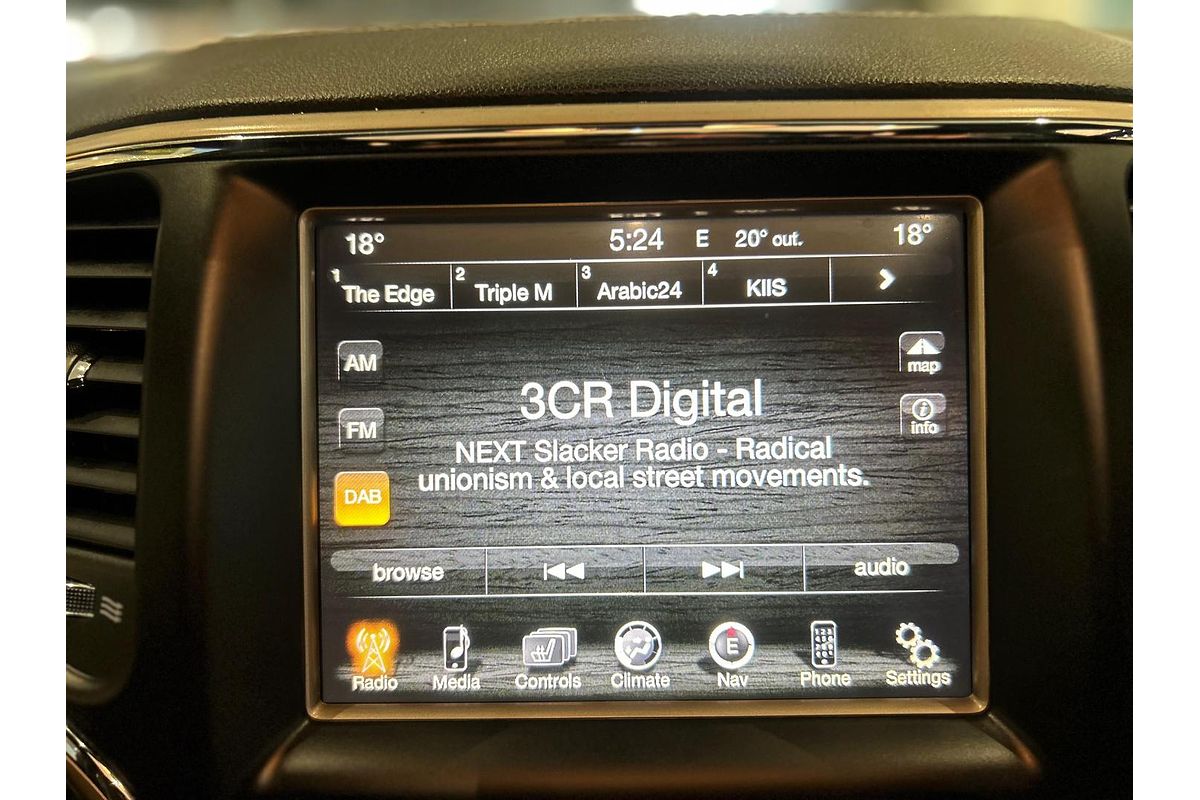 18° 5:24 E 20° out. 18°
1 The Edge 2 Triple M 3 Arabic24 4 KIIS
AM
map
3CR Digital
info
FM
NEXT Slacker Radio - Radical
unionism & local street movements.
DAB
browse audio
Radio Media Controls Climate E Nav Phone Settings